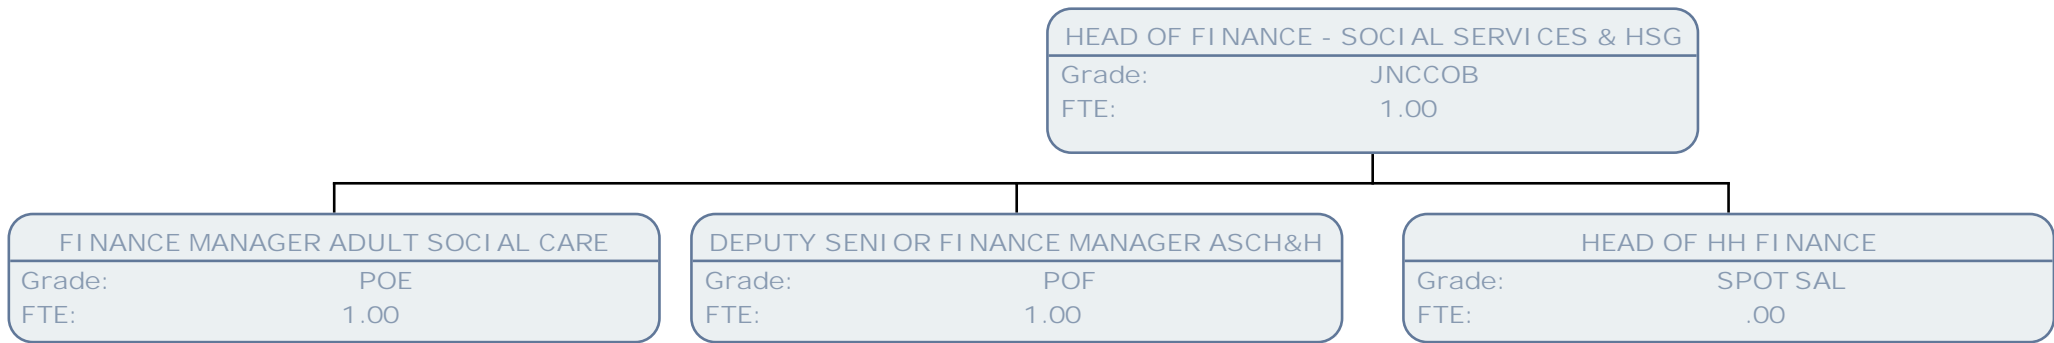 HEAD OF FINANCE - SOCIAL SERVICES & HSG
Grade: JNCCOB
FTE: 1.00
FINANCE MANAGER ADULT SOCIAL CARE
Grade: POE
FTE: 1.00
DEPUTY SENIOR FINANCE MANAGER ASCH&H
Grade: POF
FTE: 1.00
HEAD OF HH FINANCE
Grade: SPOT SAL
FTE: .00